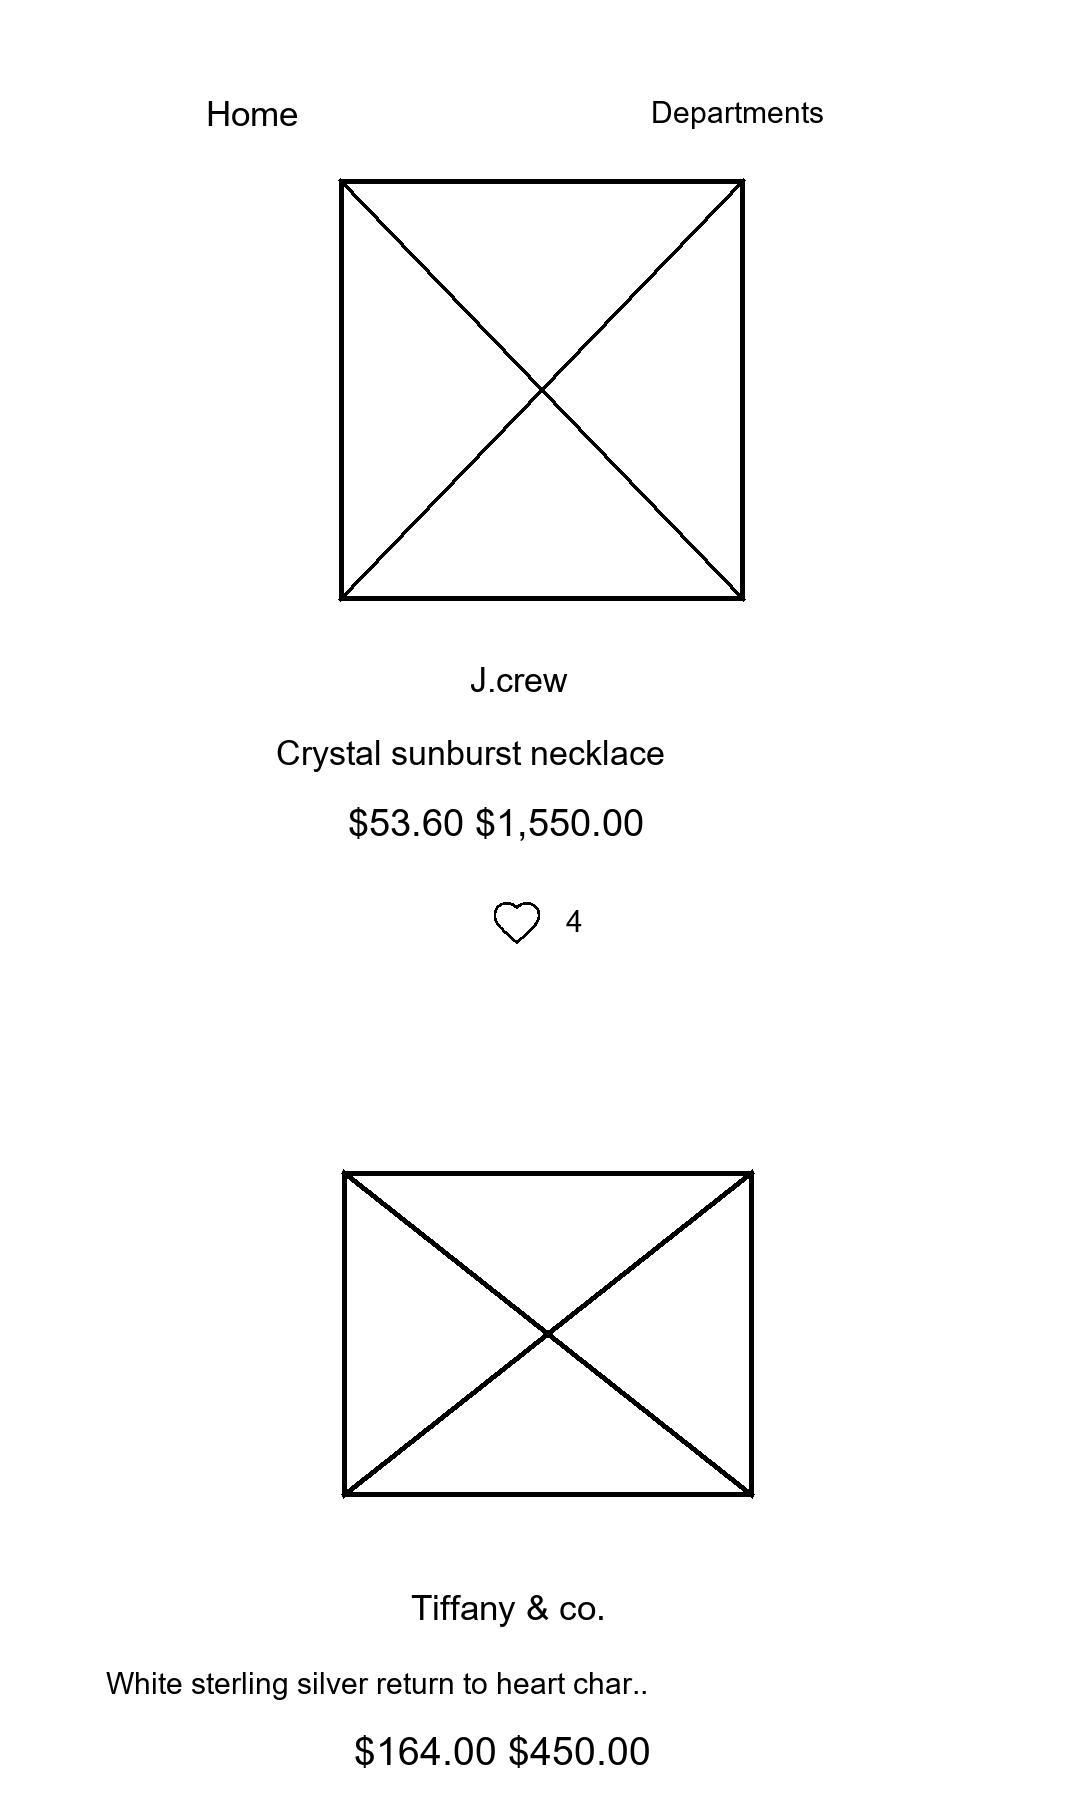 Home Departments
J.crew
Crystal sunburst necklace
$53.60 $1,550.00
4
Tiffany & co.
White sterling silver return to heart char..
$164.00 $450.00